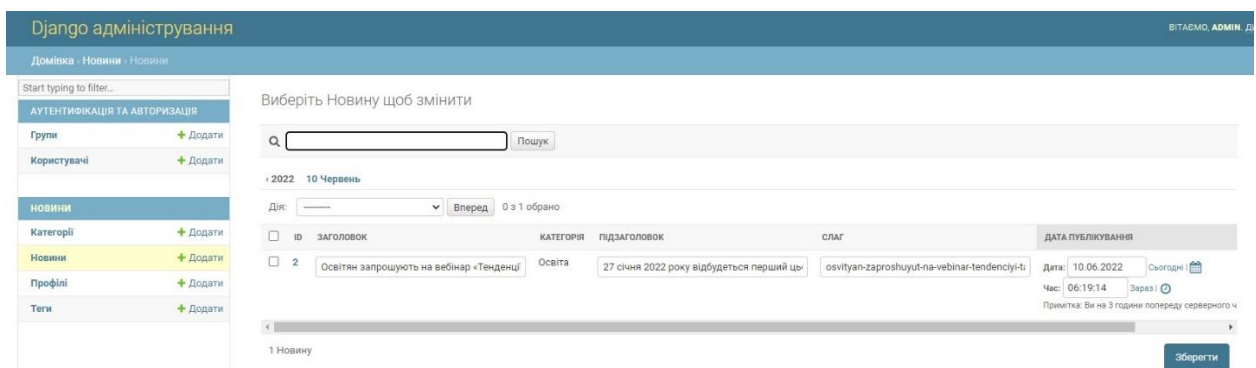 Django адміністрування
ВІТАЄМО, ADMIN.
Домівка › Новини › Новини
Start typing to filter...
АУТЕНТИФІКАЦІЯ ТА АВТОРИЗАЦІЯ
Групи + Додати
Користувачі + Додати
НОВИНИ
Категорії + Додати
Новини + Додати
Профілі + Додати
Теги + Додати
Виберіть Новину щоб змінити
Пошук
‹ 2022 10 Червень
Дія: --------- Вперед 0 з 1 обрано
ID ЗАГОЛОВОК КАТЕГОРІЯ ПІДЗАГОЛОВОК СЛАГ ДАТА ПУБЛІКУВАННЯ
2 Освітян запрошують на вебінар «Тенденції Освіта 27 січня 2022 року відбудеться перший osvityan-zaproshuyut-na-vebinar-tendenciyi-ta Дата: 10.06.2022 Сьогодні |
Час: 06:19:14 Зараз |
Примітка: Ви на 3 години попереду серверного ч
1 Новину
Зберегти